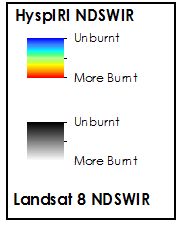 HyspIRI NDSWIR
Unburnt
More Burnt
Unburnt
More Burnt
Landsat 8 NDSWIR